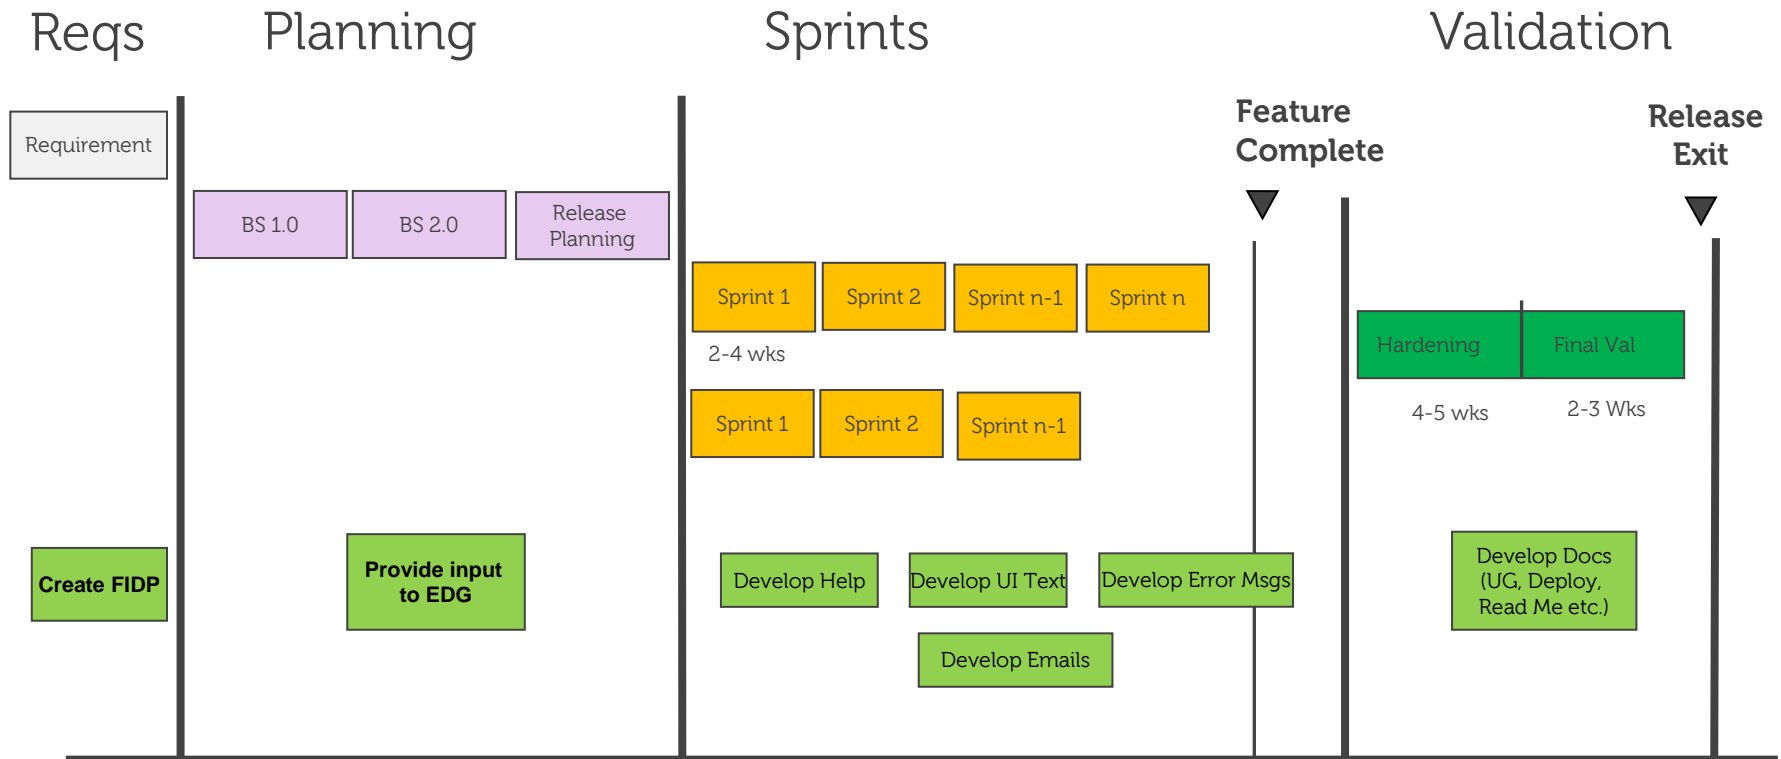 Reqs
Planning
Sprints
Validation
Feature
Complete
Release
Exit
Requirement
BS 1.0
BS 2.0
Release
Planning
Sprint 1
Sprint 2
Sprint n-1
Sprint n
2-4 wks
Hardening
Final Val
4-5 wks
2-3 Wks
Sprint 1
Sprint 2
Sprint n-1
Create FIDP
Provide input
to EDG
Develop Help
Develop UI Text
Develop Error Msgs
Develop Docs
(UG, Deploy,
Read Me etc.)
Develop Emails